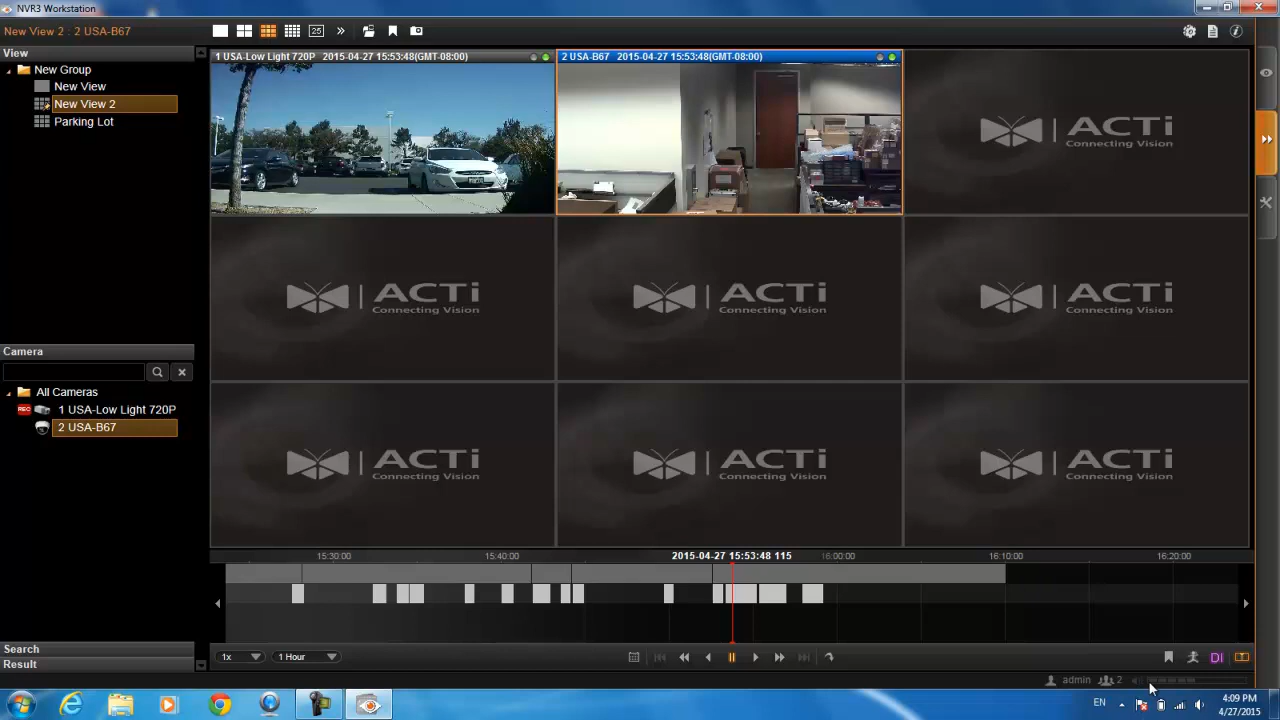 NVR3 Workstation
New View 2 : 2 USA-B67
25
View
New Group
New View
New View 2
Parking Lot
Camera
All Cameras
REC
1 USA-Low Light 720P
2 USA-B67
Search
Result
1 USA-Low Light 720P 2015-04-27 15:53:48(GMT-08:00)
2 USA-B67 2015-04-27 15:53:48(GMT-08:00)
ACTi
Connecting Vision
ACTi
Connecting Vision
ACTi
Connecting Vision
ACTi
Connecting Vision
ACTi
Connecting Vision
ACTi
Connecting Vision
ACTi
Connecting Vision
15:30:00
15:40:00
2015-04-27 15:53:48 115
16:00:00
16:10:00
16:20:00
1x
1 Hour
DI
admin
2
EN
4:09 PM
4/27/2015